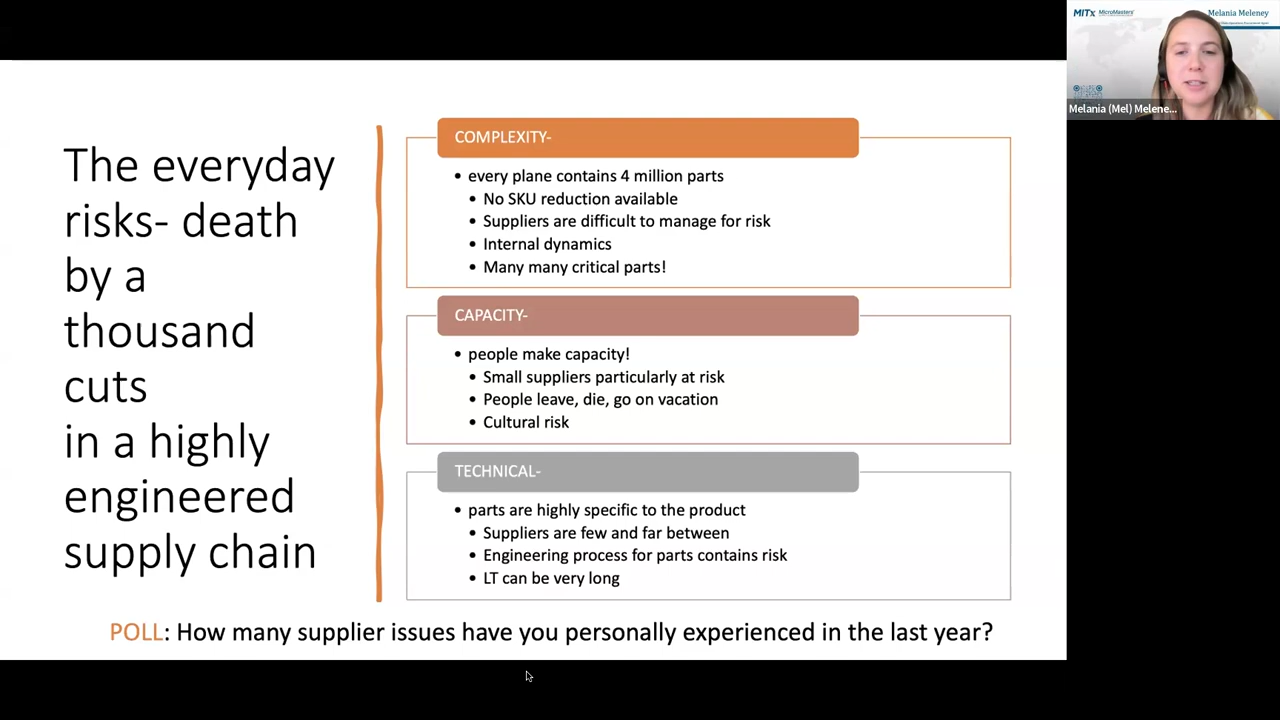 The everyday
risks- death
by a
thousand
cuts
in a highly
engineered
supply chain
COMPLEXITY-
• every plane contains 4 million parts
• No SKU reduction available
• Suppliers are difficult to manage for risk
• Internal dynamics
• Many many critical parts!
CAPACITY-
• people make capacity!
• Small suppliers particularly at risk
• People leave, die, go on vacation
• Cultural risk
TECHNICAL-
• parts are highly specific to the product
• Suppliers are few and far between
• Engineering process for parts contains risk
• LT can be very long
POLL: How many supplier issues have you personally experienced in the last year?
MITx MicroMasters
Melania Meleney
Melania (Mel) Melene...